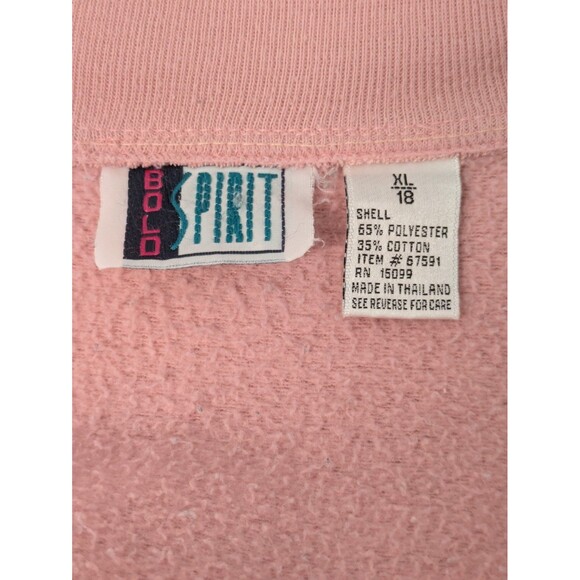 BOLD
SPIRIT
XL
18
SHELL
65% POLYESTER
35% COTTON
ITEM # 67591
RN 15099
MADE IN THAILAND
SEE REVERSE FOR CARE